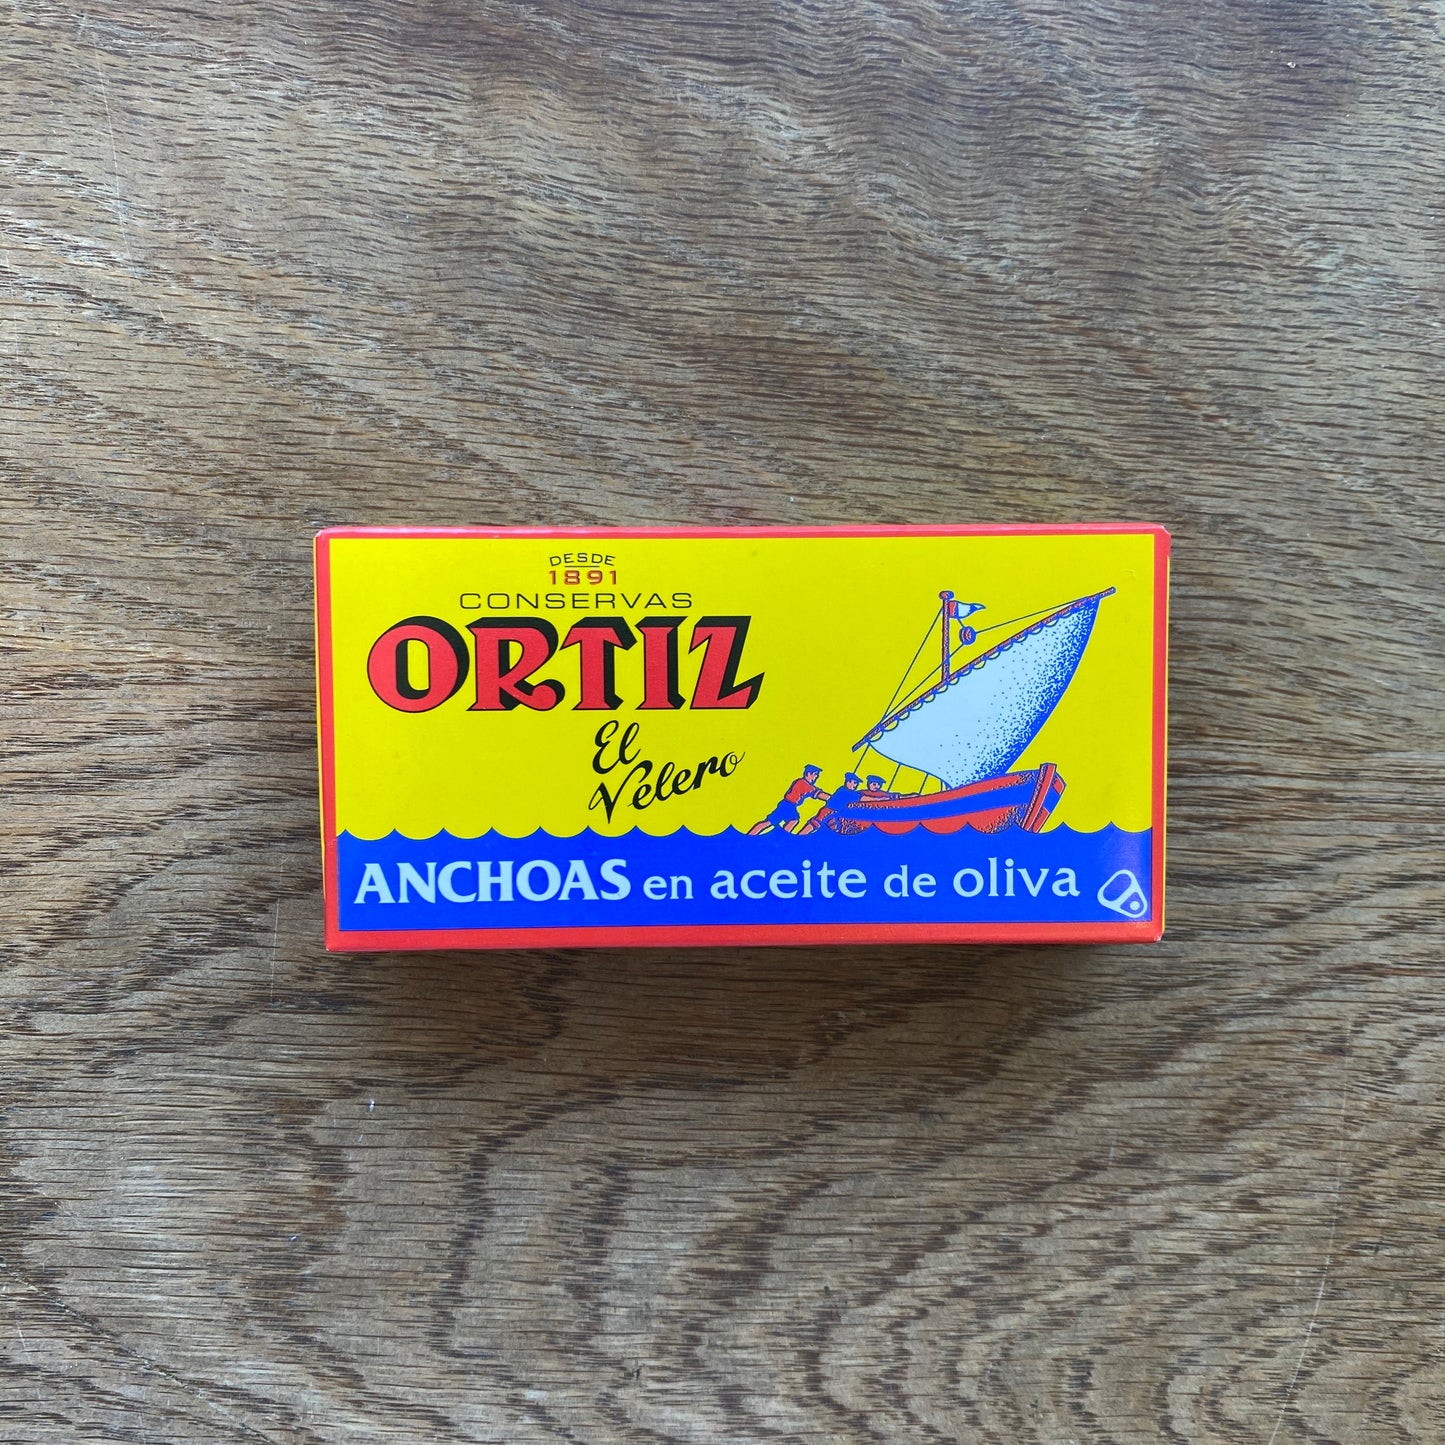 DESDE
1891
CONSERVAS
ORTIZ
El
Velero
ANCHOAS en aceite de oliva